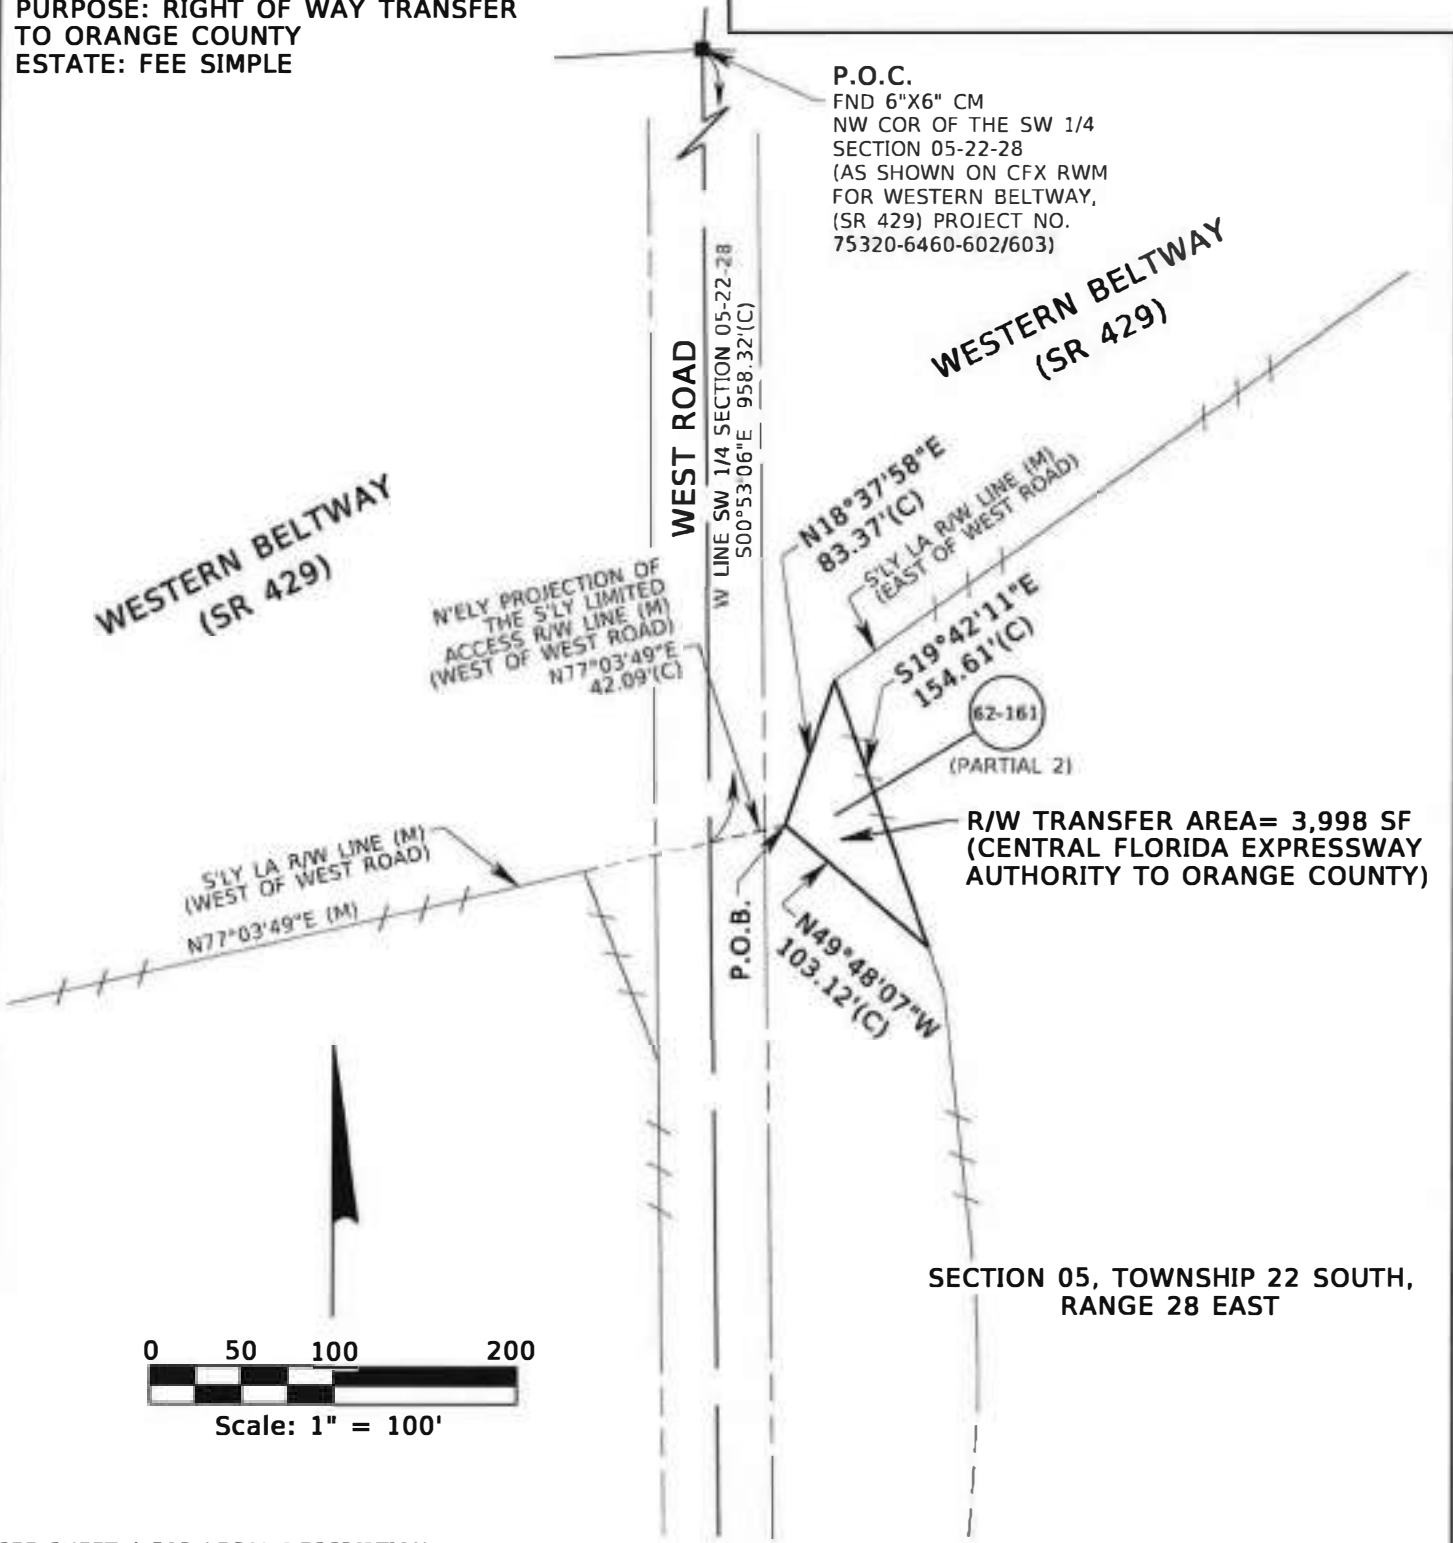 PURPOSE: RIGHT OF WAY TRANSFER
TO ORANGE COUNTY
ESTATE: FEE SIMPLE
P.O.C.
FND 6"X6" CM
NW COR OF THE SW 1/4
SECTION 05-22-28
(AS SHOWN ON CFX RWM
FOR WESTERN BELTWAY,
(SR 429) PROJECT NO.
75320-6460-602/603)
WESTERN BELTWAY
(SR 429)
WEST ROAD
W LINE SW 1/4 SECTION 05-22-28
S00°53'06"E 958.32'(C)
WESTERN BELTWAY
(SR 429)
N'ELY PROJECTION OF
THE S'LY LIMITED
ACCESS R/W LINE (M)
(WEST OF WEST ROAD)
N77°03'49"E
42.09'(C)
N18°37'58"E
83.37'(C)
S'LY LA R/W LINE (M)
(EAST OF WEST ROAD)
S19°42'11"E
154.61'(C)
62-161
(PARTIAL 2)
R/W TRANSFER AREA= 3,998 SF
(CENTRAL FLORIDA EXPRESSWAY
AUTHORITY TO ORANGE COUNTY)
S'LY LA R/W LINE (M)
(WEST OF WEST ROAD)
N77°03'49"E (M)
P.O.B.
N49°48'07"W
103.12'(C)
SECTION 05, TOWNSHIP 22 SOUTH,
RANGE 28 EAST
0 50 100 200
Scale: 1" = 100'